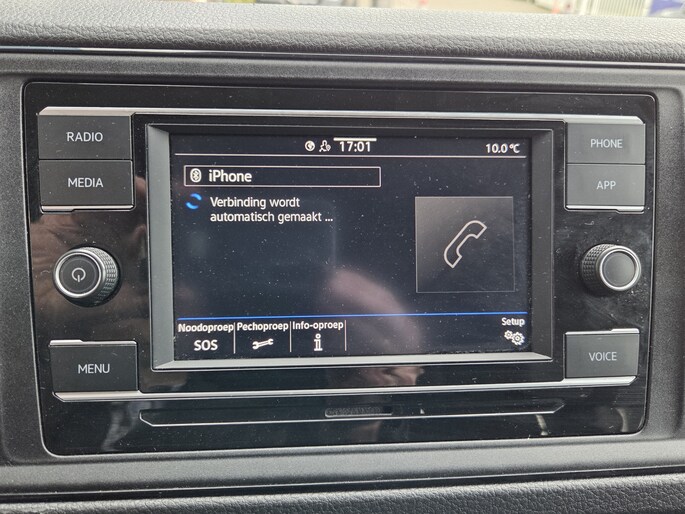 RADIO
MEDIA
MENU
PHONE
APP
VOICE
17:01
10.0 °C
iPhone
Verbinding wordt
automatisch gemaakt ...
Noodoproep
SOS
Pechoproep
Info-oproep
i
Setup